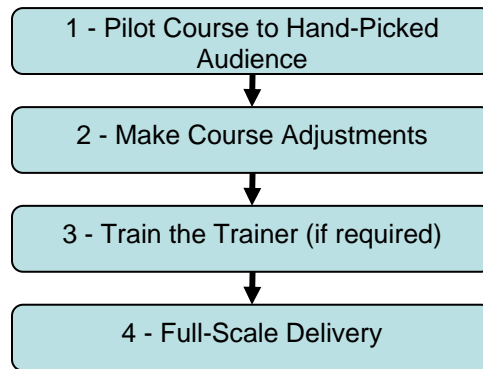 1 - Pilot Course to Hand-Picked
Audience
2 - Make Course Adjustments
3 - Train the Trainer (if required)
4 - Full-Scale Delivery